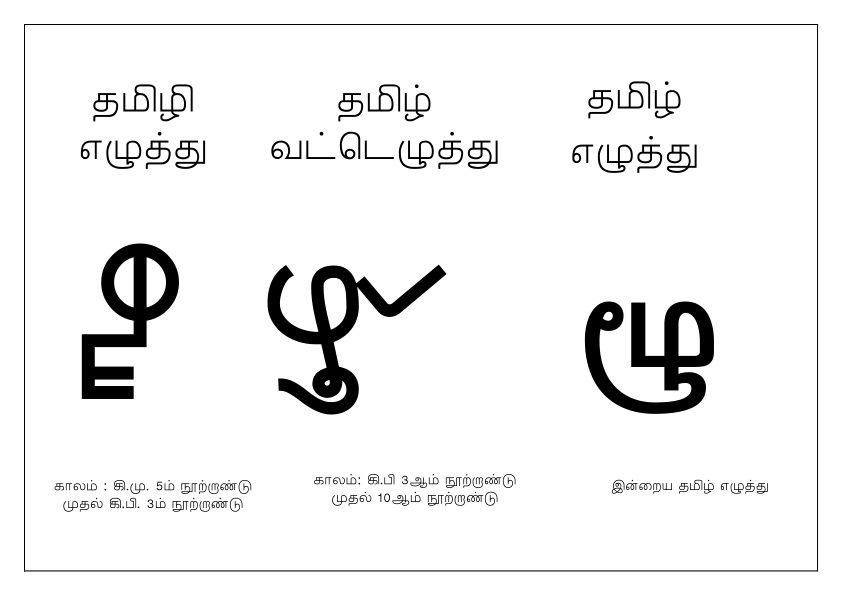 தமிழி
எழுத்து
தமிழ்
வட்டெழுத்து
தமிழ்
எழுத்து
ழூ
காலம் : கி.மு. 5ம் நூற்றாண்டு
முதல் கி.பி. 3ம் நூற்றாண்டு
காலம்: கி.பி 3ஆம் நூற்றாண்டு
முதல் 10ஆம் நூற்றாண்டு
இன்றைய தமிழ் எழுத்து